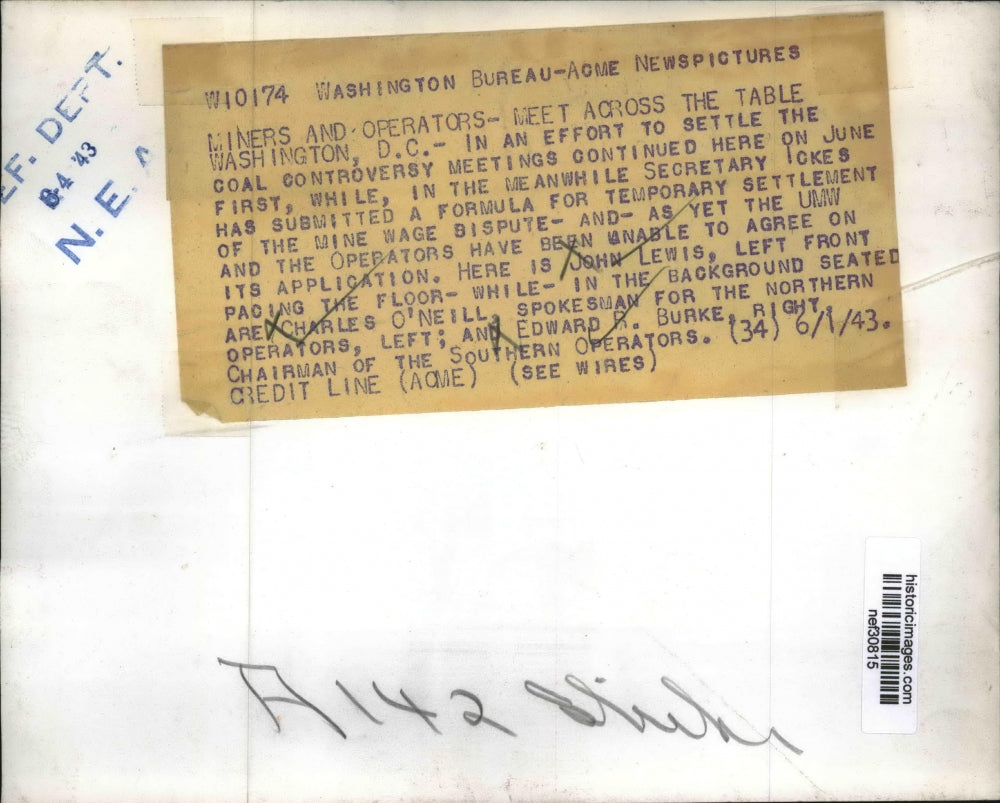 EF. DEPT.
8-4 '43
N. E. A
W10174 WASHINGTON BUREAU-ACME NEWSPICTURES
MINERS AND OPERATORS- MEET ACROSS THE TABLE
WASHINGTON, D.C.- IN AN EFFORT TO SETTLE THE
COAL CONTROVERSY MEETINGS CONTINUED HERE ON JUNE
FIRST, WHILE, IN THE MEANWHILE SECRETARY ICKES
HAS SUBMITTED A FORMULA FOR TEMPORARY SETTLEMENT
OF THE MINE WAGE DISPUTE- AND- AS YET THE UMW
AND THE OPERATORS HAVE BEEN UNABLE TO AGREE ON
ITS APPLICATION. HERE IS JOHN LEWIS, LEFT FRONT
PACING THE FLOOR- WHILE- IN THE BACKGROUND SEATED
ARE CHARLES O'NEILL, SPOKESMAN FOR THE NORTHERN
OPERATORS, LEFT; AND EDWARD R. BURKE, RIGHT,
CHAIRMAN OF THE SOUTHERN OPERATORS. (34) 6/1/43.
CREDIT LINE (ACME) (SEE WIRES)
A 142
historicimages.com
nef30815